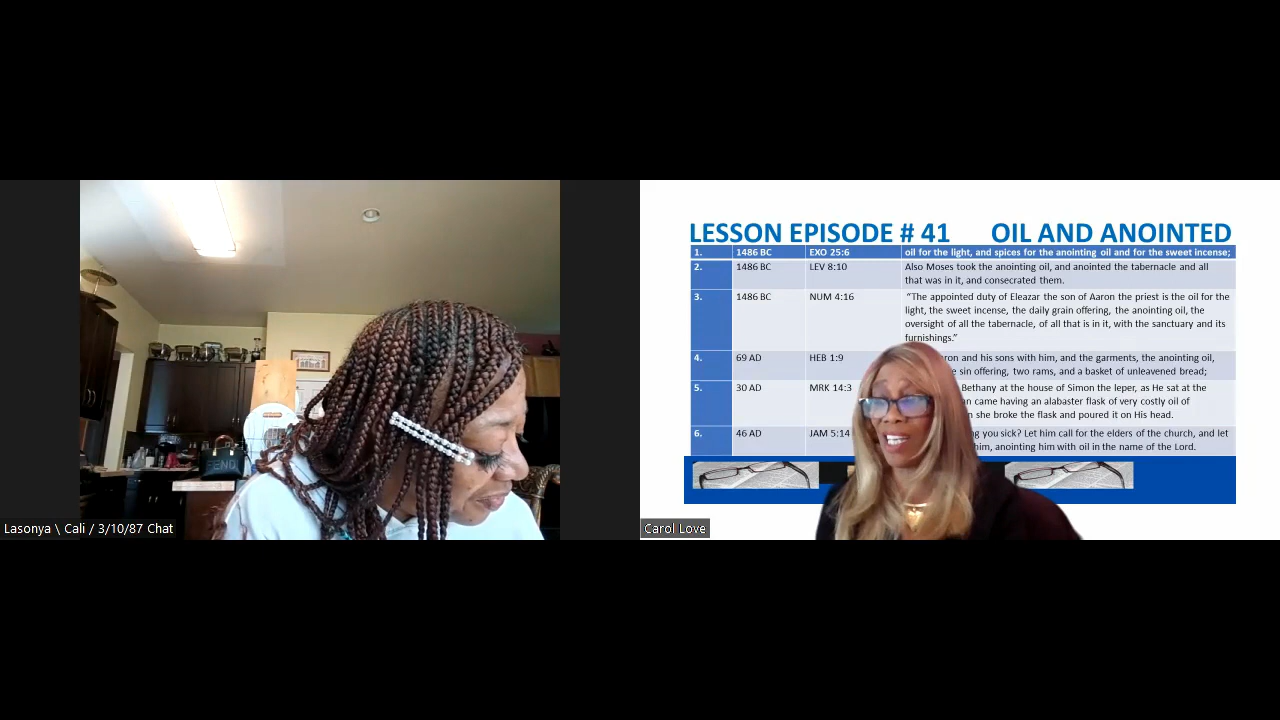 LESSON EPISODE # 41 OIL AND ANOINTED
1. 1486 BC EXO 25:6 oil for the light, and spices for the anointing oil and for the sweet incense;
2. 1486 BC LEV 8:10 Also Moses took the anointing oil, and anointed the tabernacle and all
that was in it, and consecrated them.
3. 1486 BC NUM 4:16 “The appointed duty of Eleazar the son of Aaron the priest is the oil for the
light, the sweet incense, the daily grain offering, the anointing oil, the
oversight of all the tabernacle, of all that is in it, with the sanctuary and its
furnishings.”
4. 69 AD HEB 1:9 and his sons with him, and the garments, the anointing oil,
sin offering, two rams, and a basket of unleavened bread;
5. 30 AD MRK 14:3 Bethany at the house of Simon the leper, as He sat at the
came having an alabaster flask of very costly oil of
she broke the flask and poured it on His head.
6. 46 AD JAM 5:14 you sick? Let him call for the elders of the church, and let
him, anointing him with oil in the name of the Lord.
FENDI
Lasonya \ Cali / 3/10/87 Chat
Carol Love